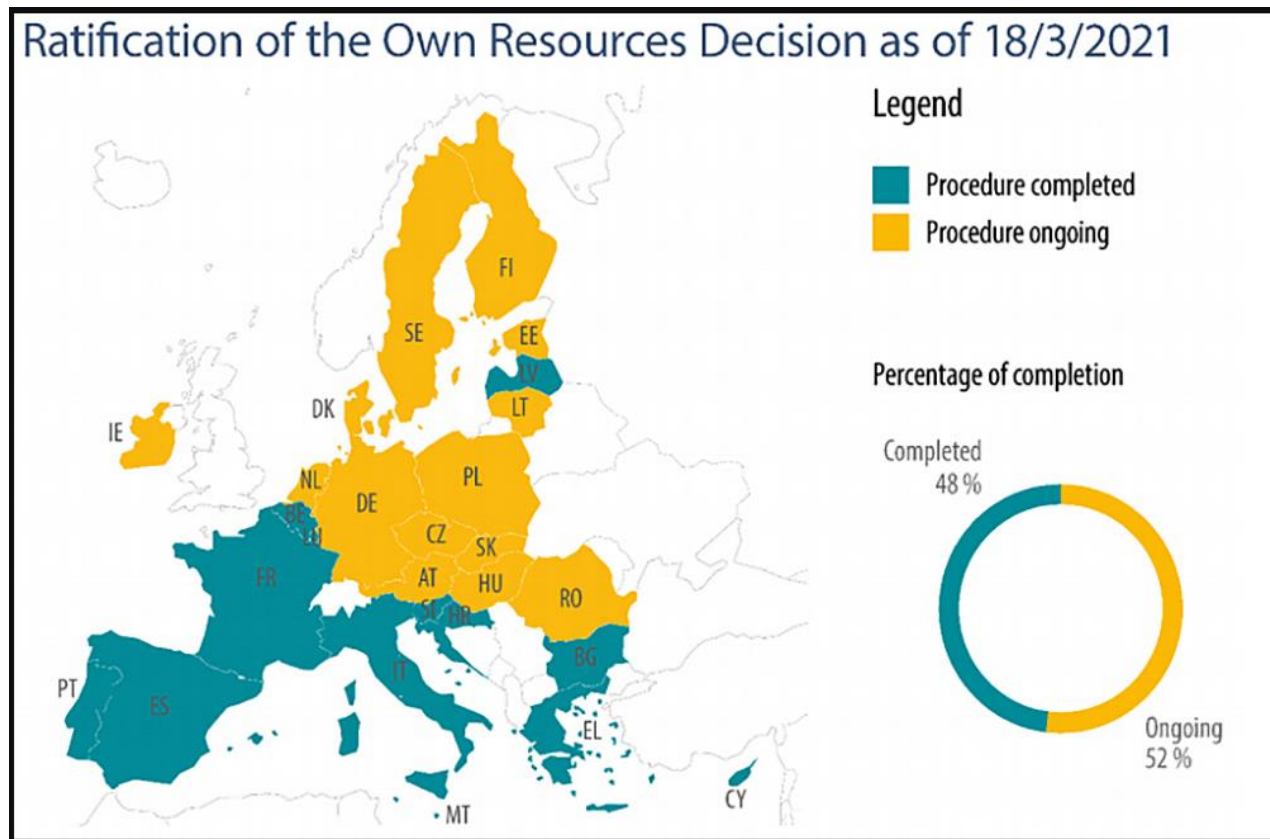 Ratification of the Own Resources Decision as of 18/3/2021
Legend
Procedure completed
Procedure ongoing
FI
SE
EE
LV
DK
LT
IE
NL
PL
DE
BE
LU
CZ
SK
AT
HU
FR
RO
SI
HR
BG
IT
PT
ES
EL
CY
MT
Percentage of completion
Completed
48 %
Ongoing
52 %